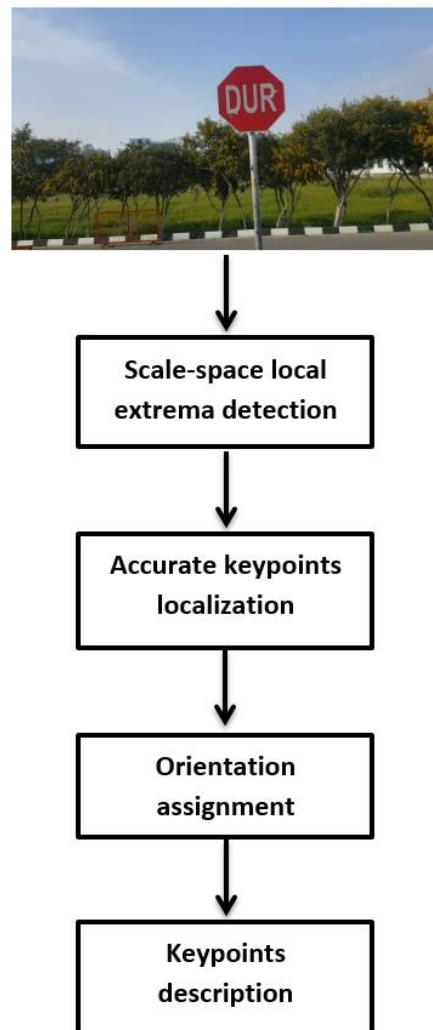 DUR
Scale-space local
extrema detection
Accurate keypoints
localization
Orientation
assignment
Keypoints
description